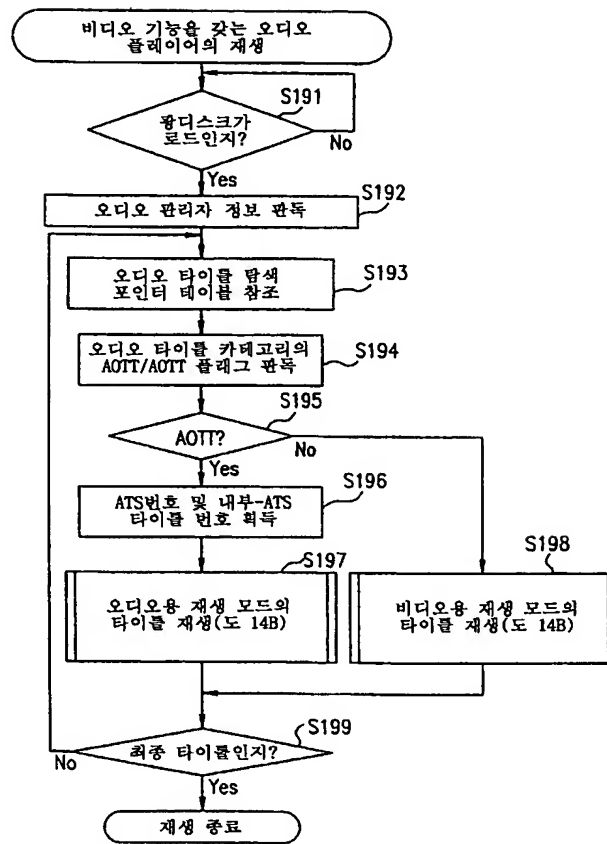 비디오 기능을 갖는 오디오
플레이어의 재생
S191
광디스크가
로드인지?
No
Yes
S192
오디오 관리자 정보 판독
S193
오디오 타이틀 탐색
포인터 테이블 참조
S194
오디오 타이틀 카테고리의
AOTT/AOTT 플래그 판독
S195
AOTT?
No
Yes
S196
ATS번호 및 내부-ATS
타이틀 번호 획득
S197
오디오용 재생 모드의
타이틀 재생(도 14B)
S198
비디오용 재생 모드의
타이틀 재생(도 14B)
S199
최종 타이틀인지?
No
Yes
재생 종료